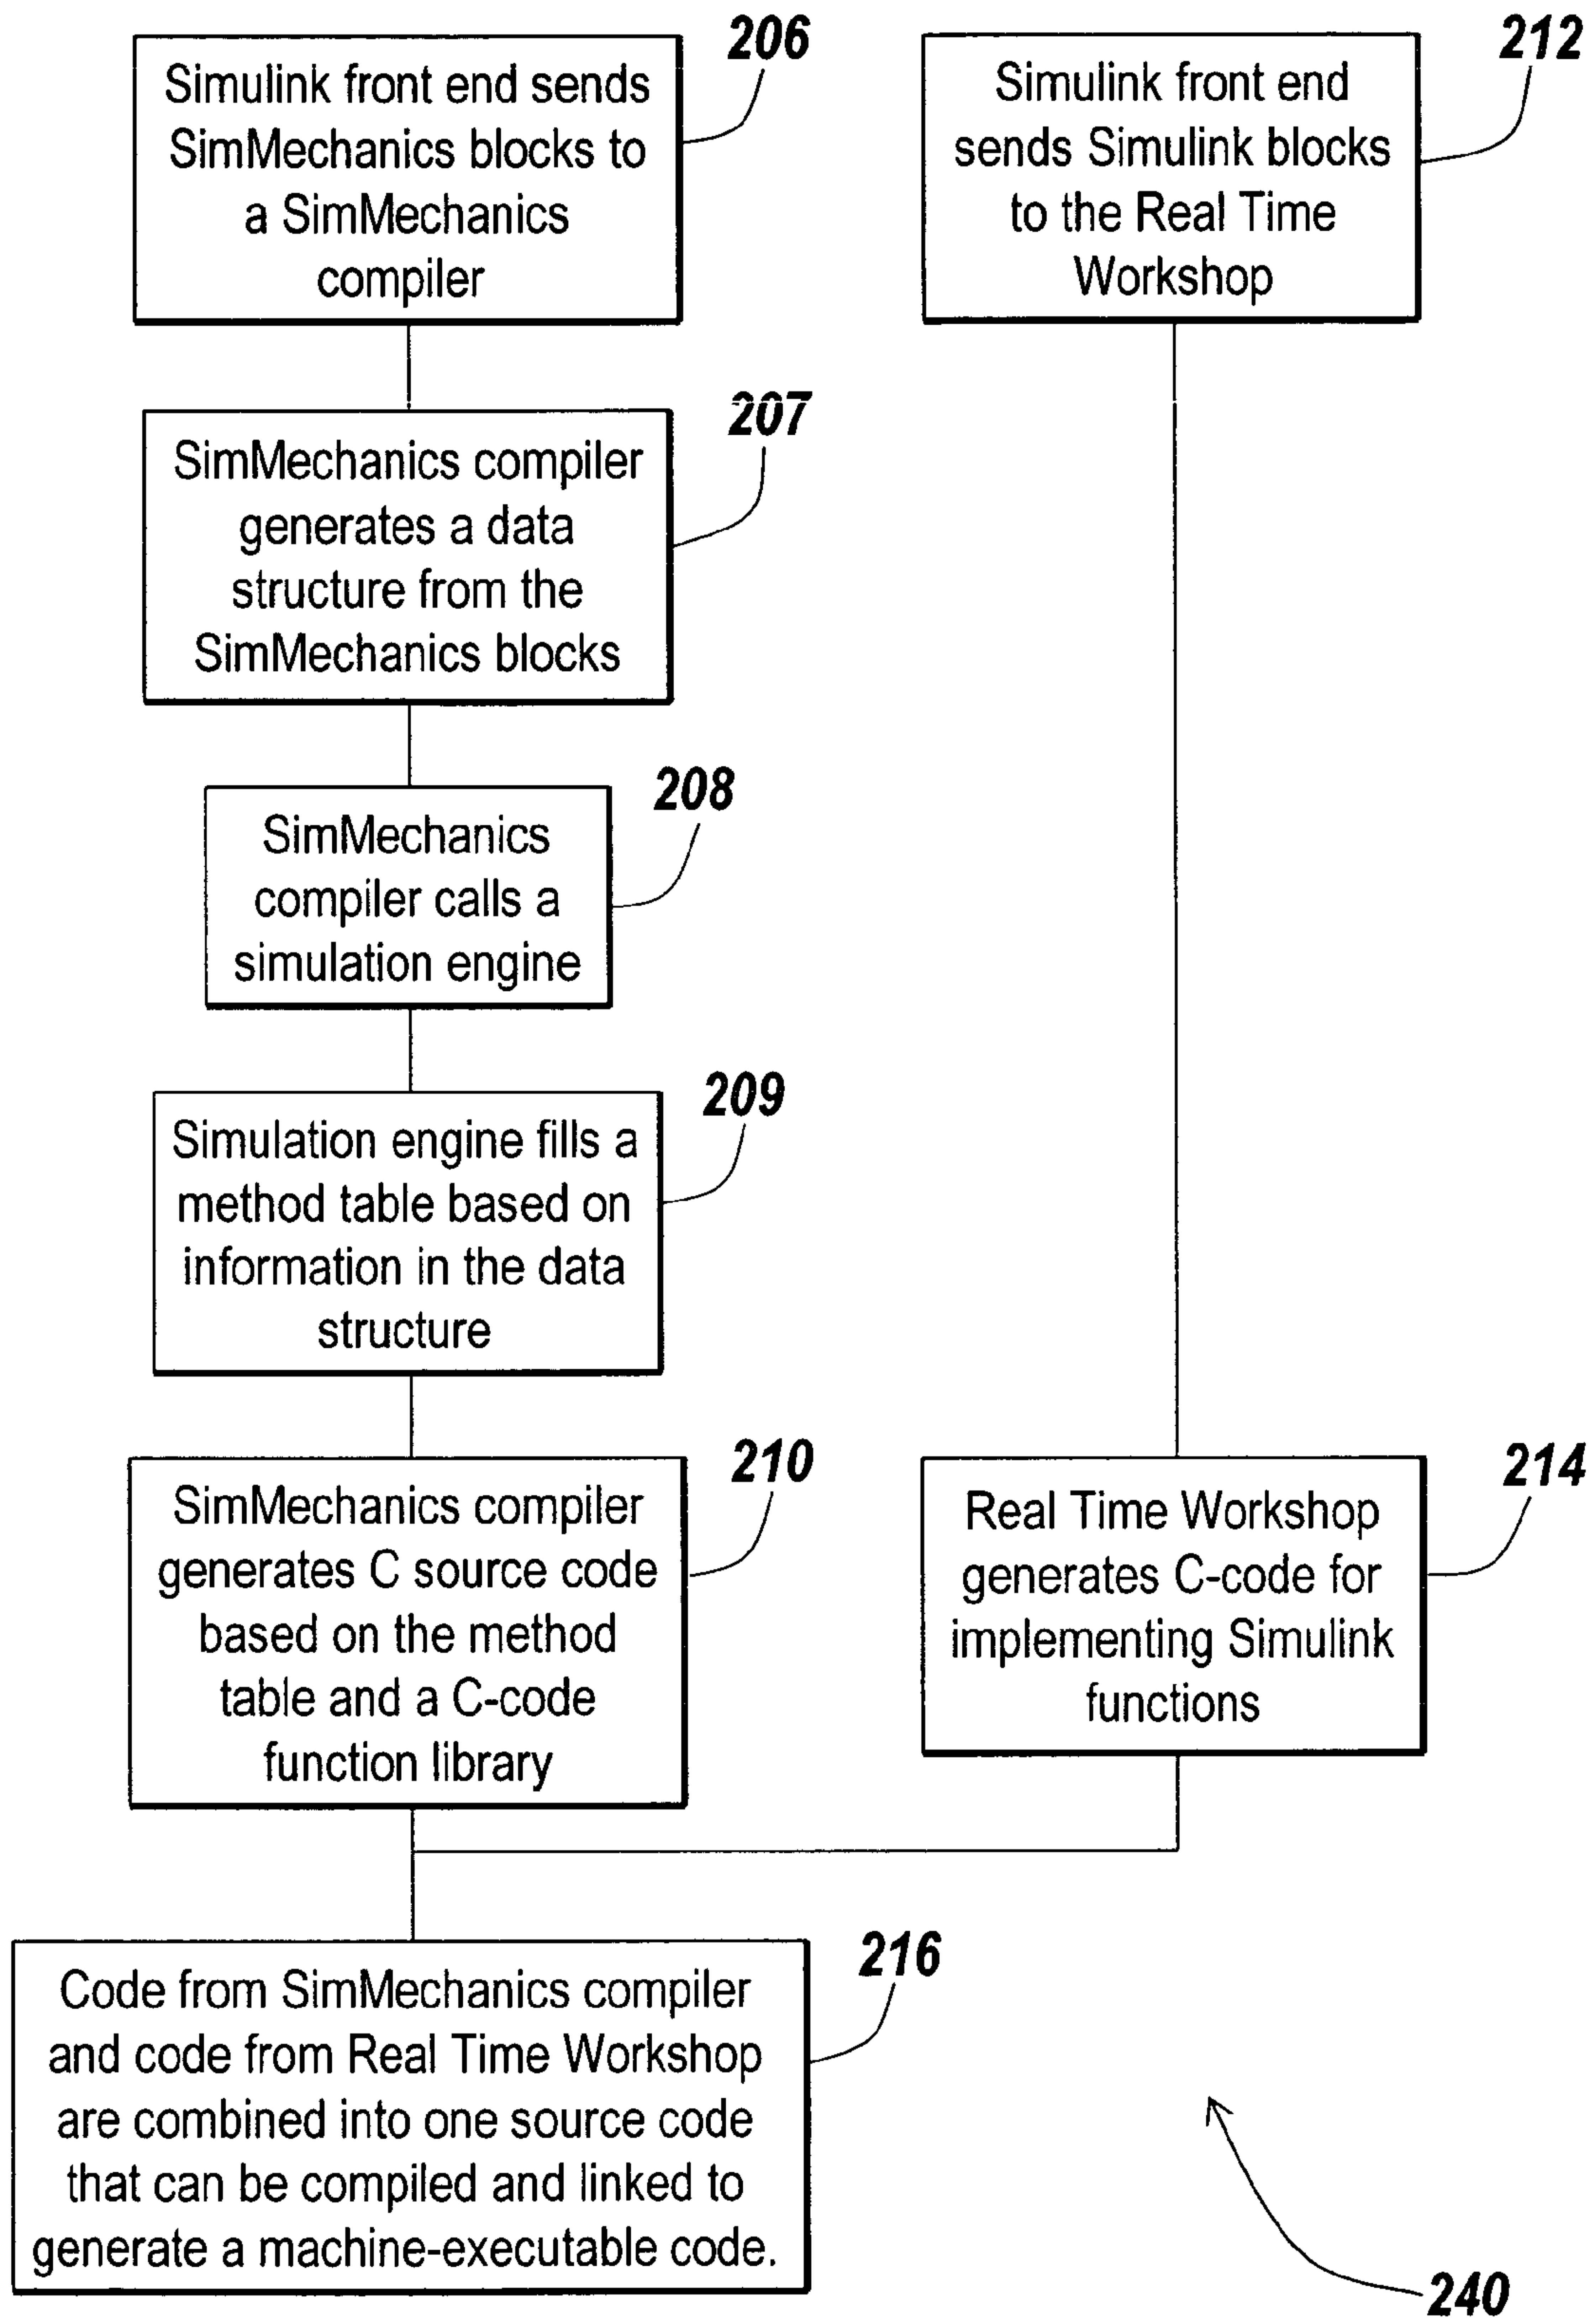 206
Simulink front end sends
SimMechanics blocks to
a SimMechanics
compiler
212
Simulink front end
sends Simulink blocks
to the Real Time
Workshop
207
SimMechanics compiler
generates a data
structure from the
SimMechanics blocks
208
SimMechanics
compiler calls a
simulation engine
209
Simulation engine fills a
method table based on
information in the data
structure
210
SimMechanics compiler
generates C source code
based on the method
table and a C-code
function library
214
Real Time Workshop
generates C-code for
implementing Simulink
functions
216
Code from SimMechanics compiler
and code from Real Time Workshop
are combined into one source code
that can be compiled and linked to
generate a machine-executable code.
240